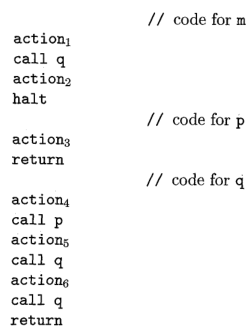 // code for m
action₁
call q
action₂
halt
// code for p
action₃
return
// code for q
action₄
call p
action₅
call q
action₆
call q
return